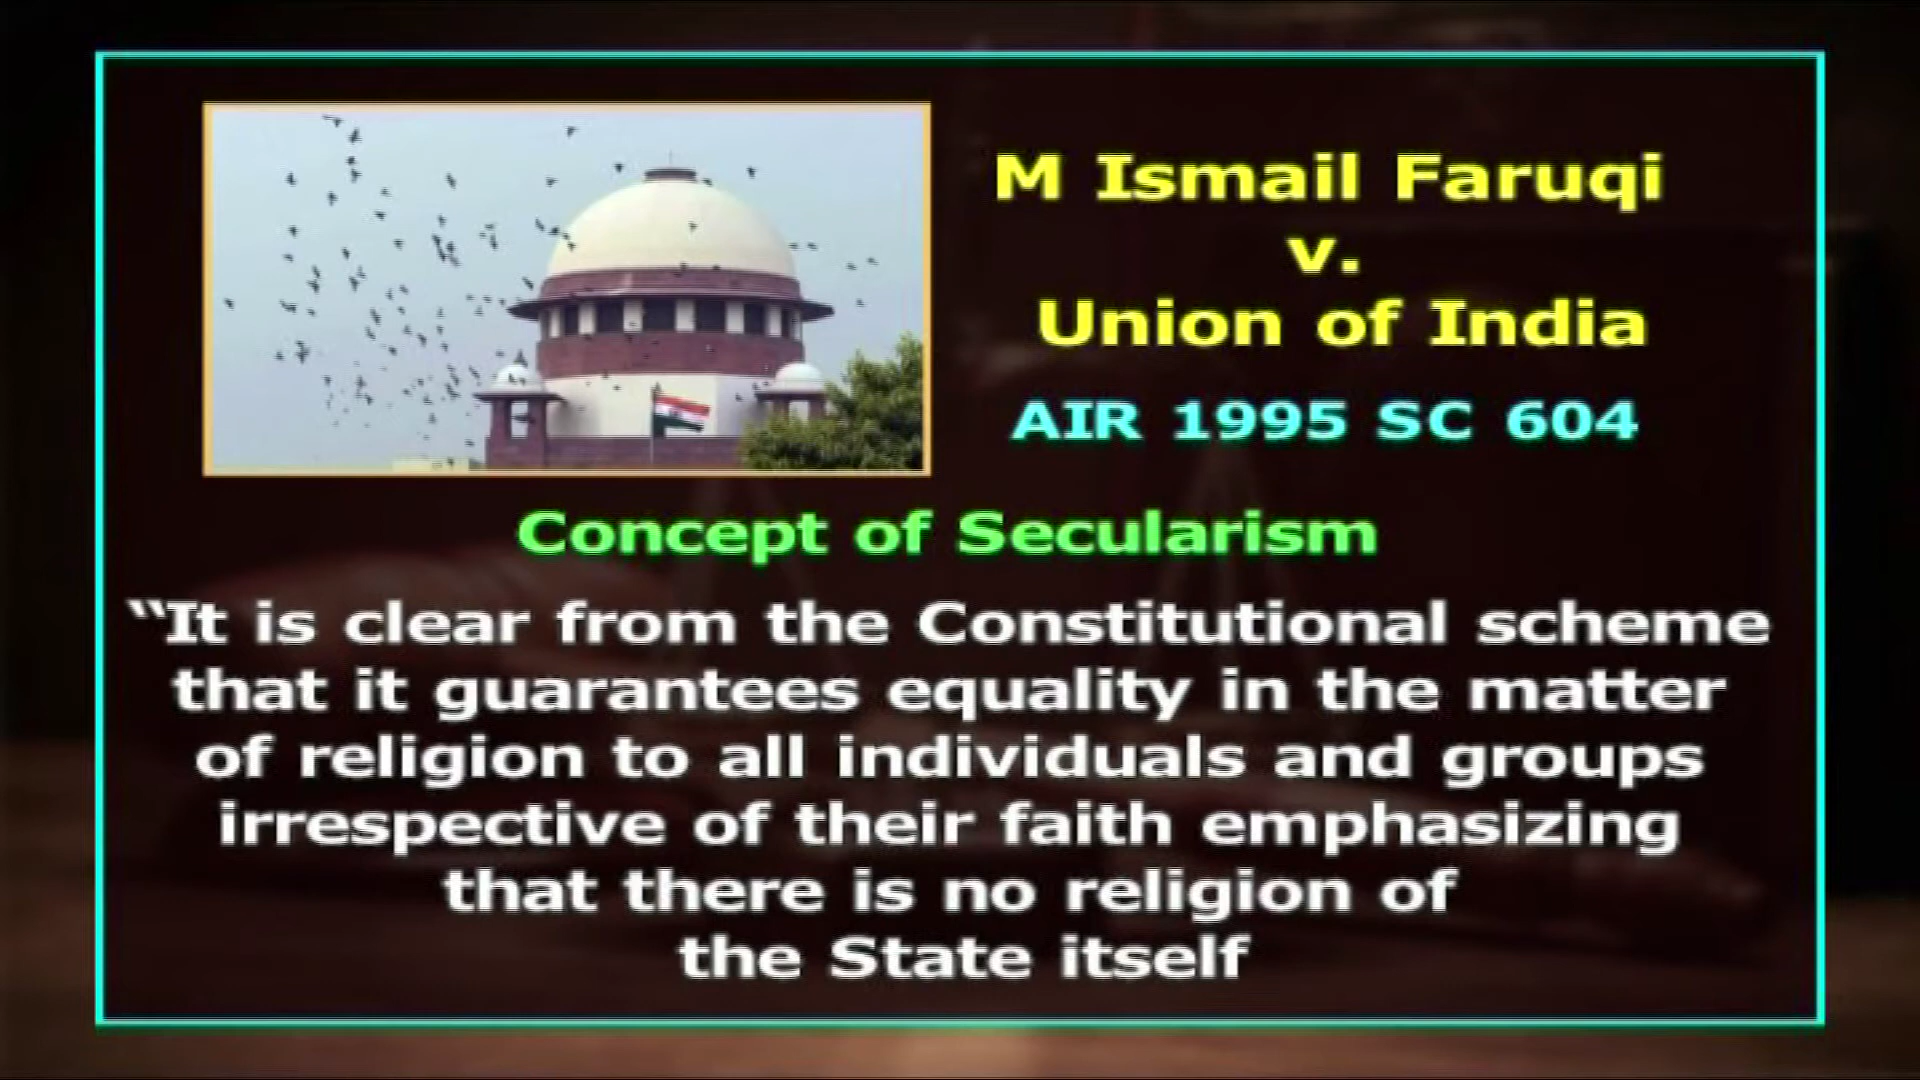 M Ismail Faruqi
v.
Union of India
AIR 1995 SC 604
Concept of Secularism
“It is clear from the Constitutional scheme
that it guarantees equality in the matter
of religion to all individuals and groups
irrespective of their faith emphasizing
that there is no religion of
the State itself